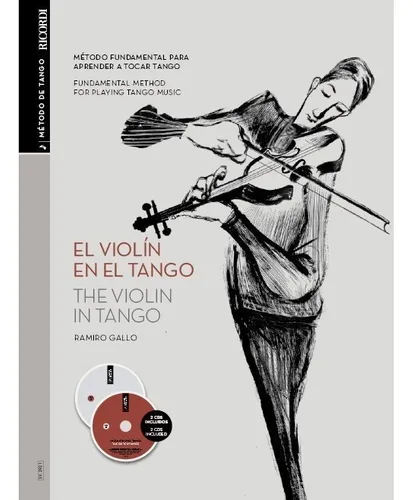 RICORDI
MÉTODO DE TANGO
MÉTODO FUNDAMENTAL PARA
APRENDER A TOCAR TANGO
FUNDAMENTAL METHOD
FOR PLAYING TANGO MUSIC
EL VIOLÍN
EN EL TANGO
THE VIOLIN
IN TANGO
RAMIRO GALLO
2 CDS
INCLUIDOS
2 CDS
INCLUDED